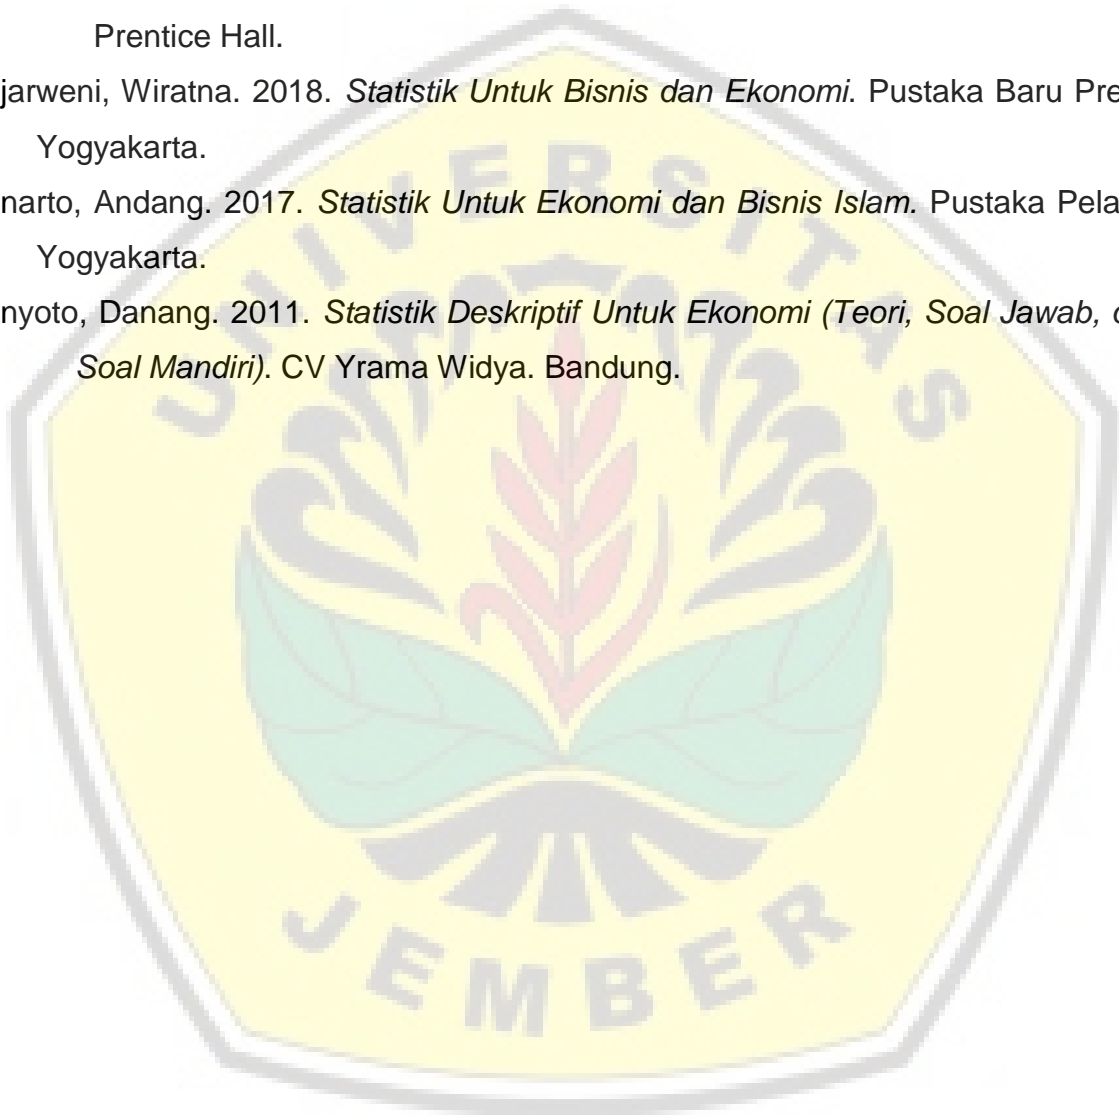 Prentice Hall.
jarweni, Wiratna. 2018. Statistik Untuk Bisnis dan Ekonomi. Pustaka Baru Pre
Yogyakarta.
narto, Andang. 2017. Statistik Untuk Ekonomi dan Bisnis Islam. Pustaka Pela
Yogyakarta.
nyoto, Danang. 2011. Statistik Deskriptif Untuk Ekonomi (Teori, Soal Jawab, d
Soal Mandiri). CV Yrama Widya. Bandung.
UNIVERSITAS
JEMBER